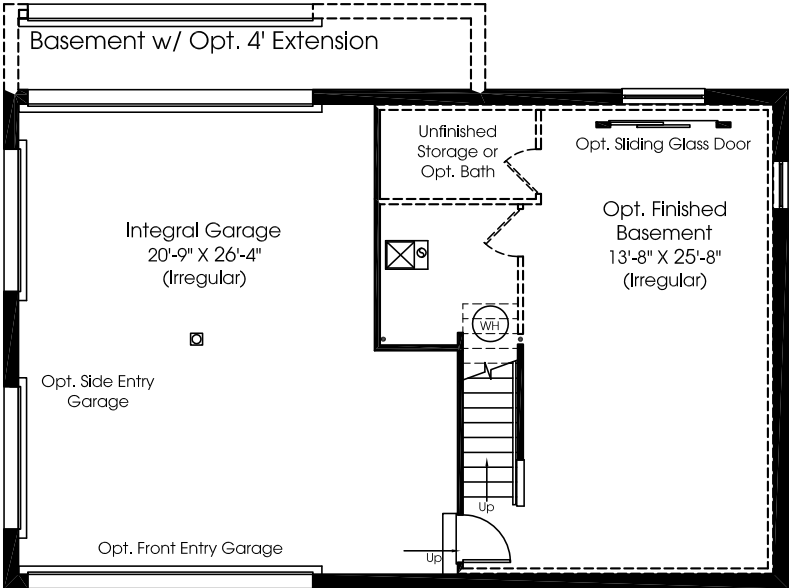 Basement w/ Opt. 4' Extension
Unfinished
Storage or
Opt. Bath
Opt. Sliding Glass Door
Integral Garage
20'-9" X 26'-4"
(Irregular)
Opt. Finished
Basement
13'-8" X 25'-8"
(Irregular)
WH
Opt. Side Entry
Garage
Up
Opt. Front Entry Garage
Up